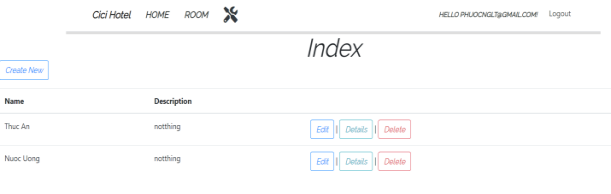 Cici Hotel HOME ROOM HELLO PHUOCNGLT@GMAIL.COM! Logout
Index
Create New
Name Description
Thuc An notthing Edit | Details | Delete
Nuoc Uong notthing Edit | Details | Delete